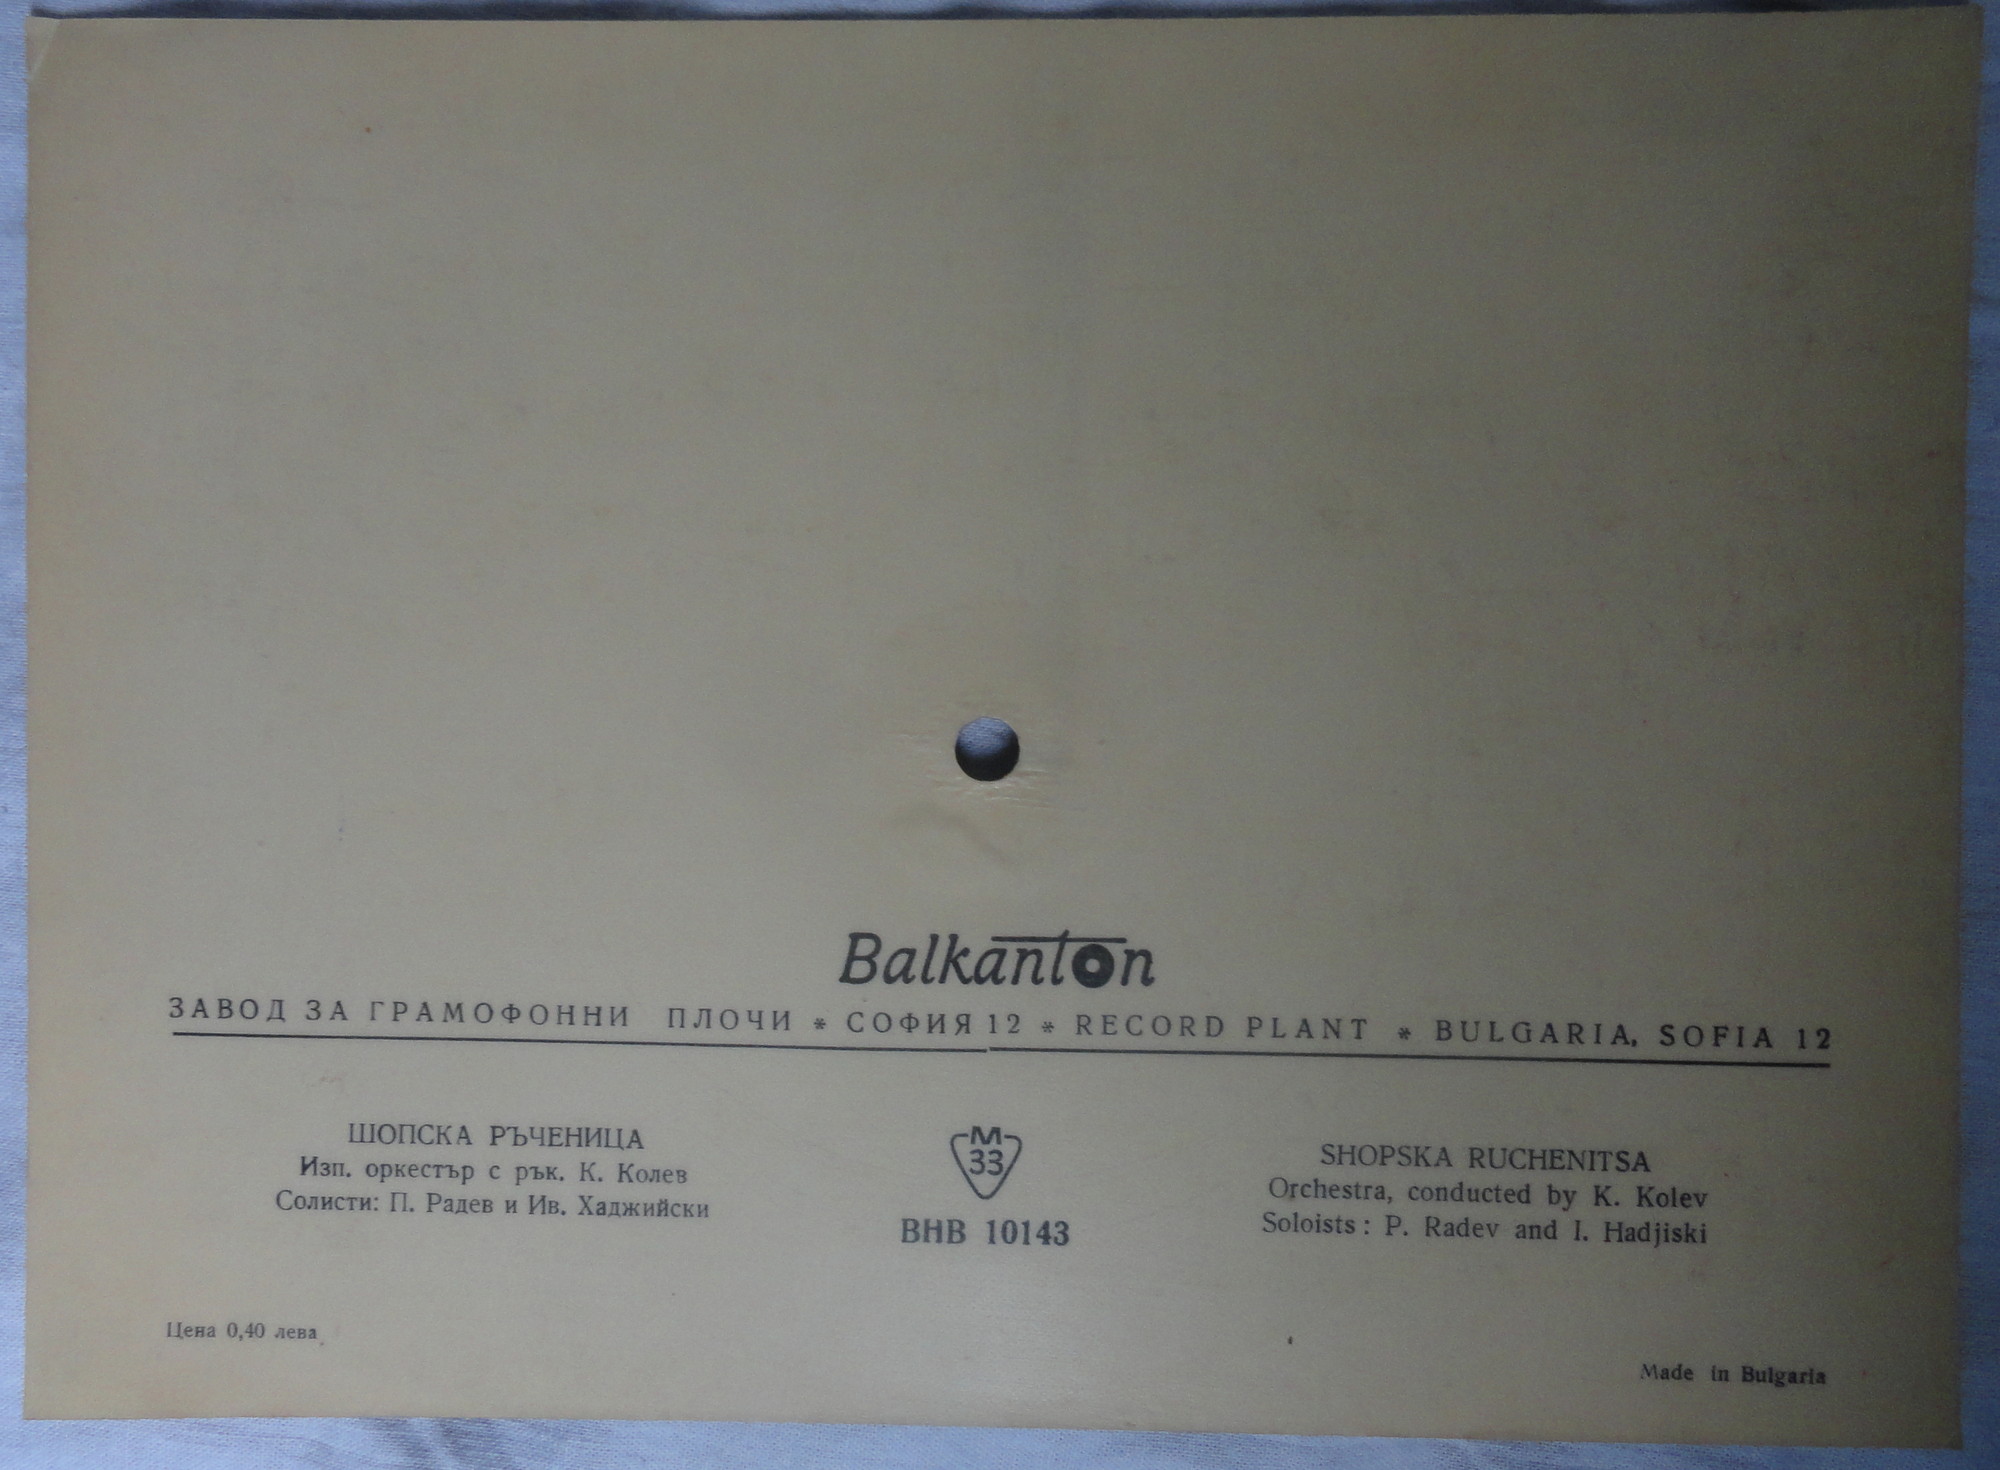 Balkanton
ЗАВОД ЗА ГРАМОФОННИ ПЛОЧИ * СОФИЯ 12 * RECORD PLANT * BULGARIA, SOFIA 12
ШОПСКА РЪЧЕНИЦА
Изп. оркестър с рък. К. Колев
Солисти: П. Радев и Ив. Хаджийски
М
33
ВНВ 10143
SHOPSKA RUCHENITSA
Orchestra, conducted by K. Kolev
Soloists: P. Radev and I. Hadjiski
Цена 0,40 лева
Made in Bulgaria